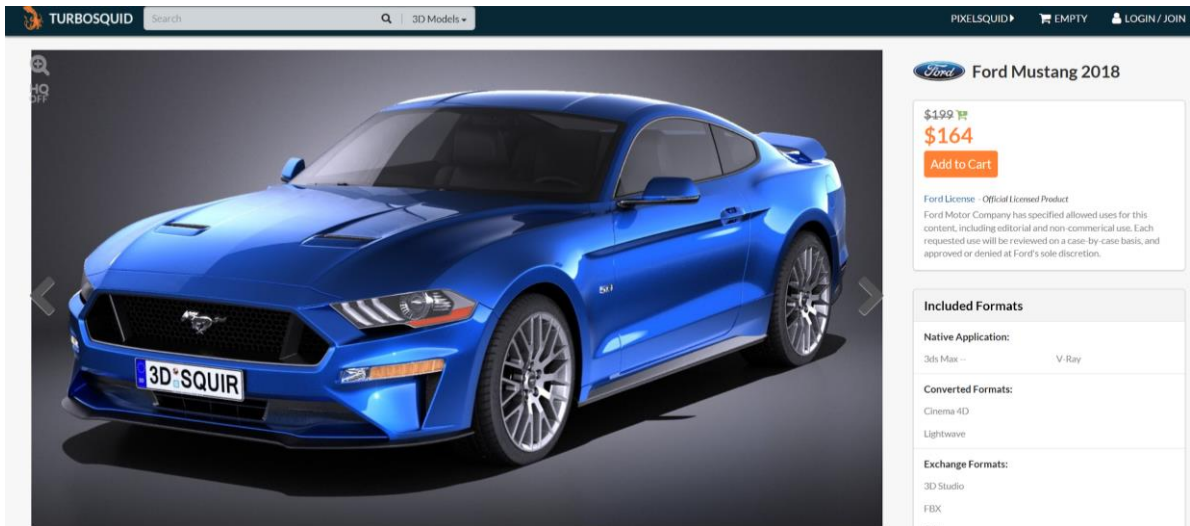 TURBOSQUID
Search
3D Models
PIXELSQUID
EMPTY
LOGIN / JOIN
HQ
OFF
Ford
Ford Mustang 2018
$199
$164
Add to Cart
Ford License - Official Licensed Product
Ford Motor Company has specified allowed uses for this
content, including editorial and non-commerical use. Each
requested use will be reviewed on a case-by-case basis, and
approved or denied at Ford's sole discretion.
5.0
3D SQUIR
Included Formats
Native Application:
3ds Max --
V-Ray
Converted Formats:
Cinema 4D
Lightwave
Exchange Formats:
3D Studio
FBX